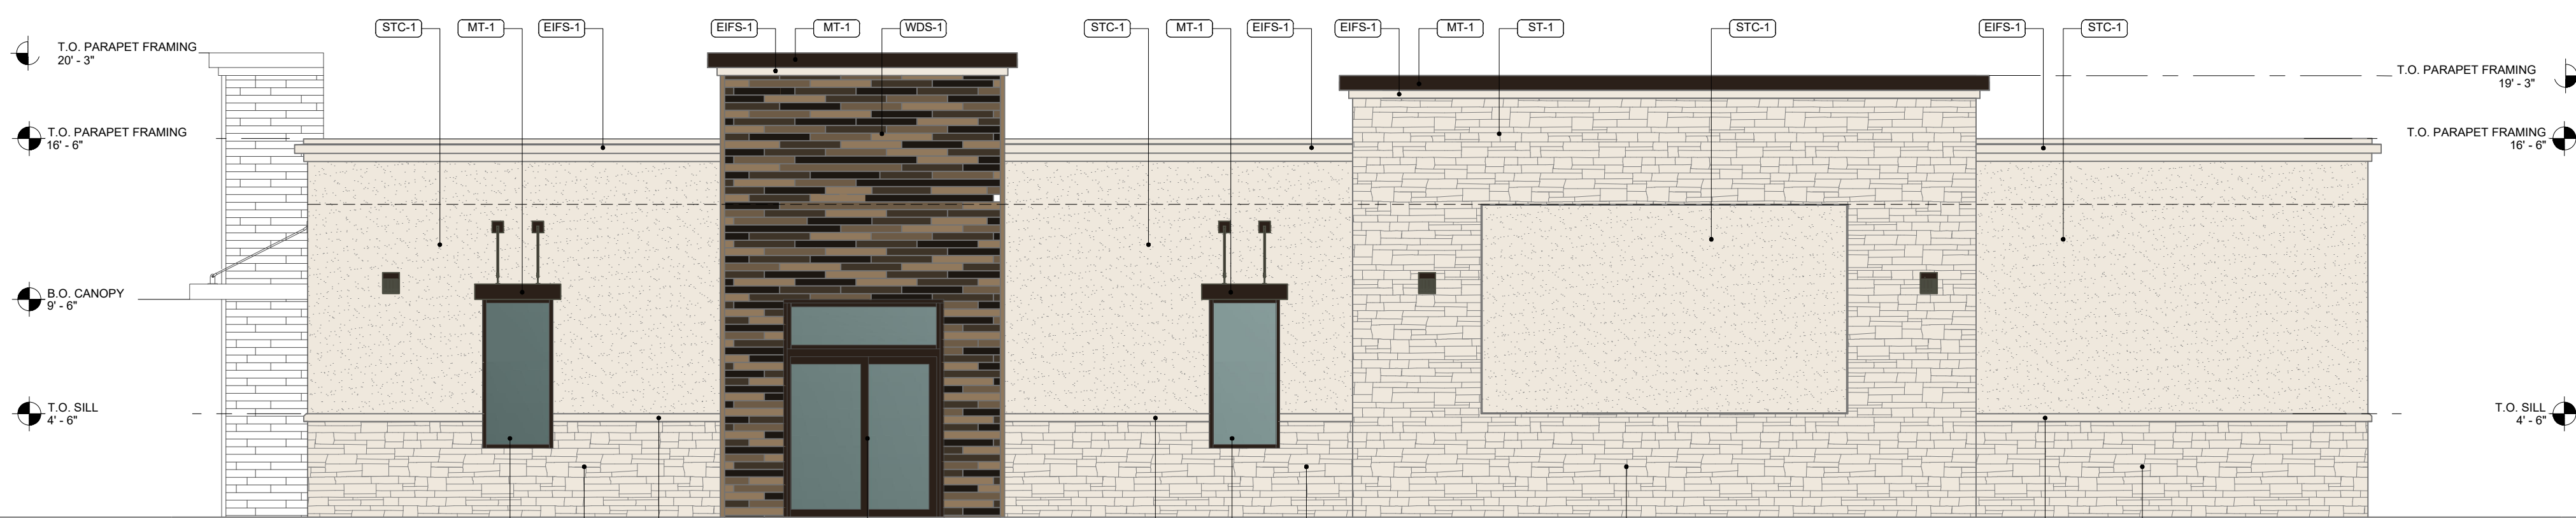 STC-1 MT-1 EIFS-1 EIFS-1 MT-1 WDS-1 STC-1 MT-1 EIFS-1 EIFS-1 MT-1 ST-1 STC-1 EIFS-1 STC-1
T.O. PARAPET FRAMING
20' - 3"
T.O. PARAPET FRAMING
19' - 3"
T.O. PARAPET FRAMING
16' - 6"
T.O. PARAPET FRAMING
16' - 6"
B.O. CANOPY
9' - 6"
T.O. SILL
4' - 6"
T.O. SILL
4' - 6"